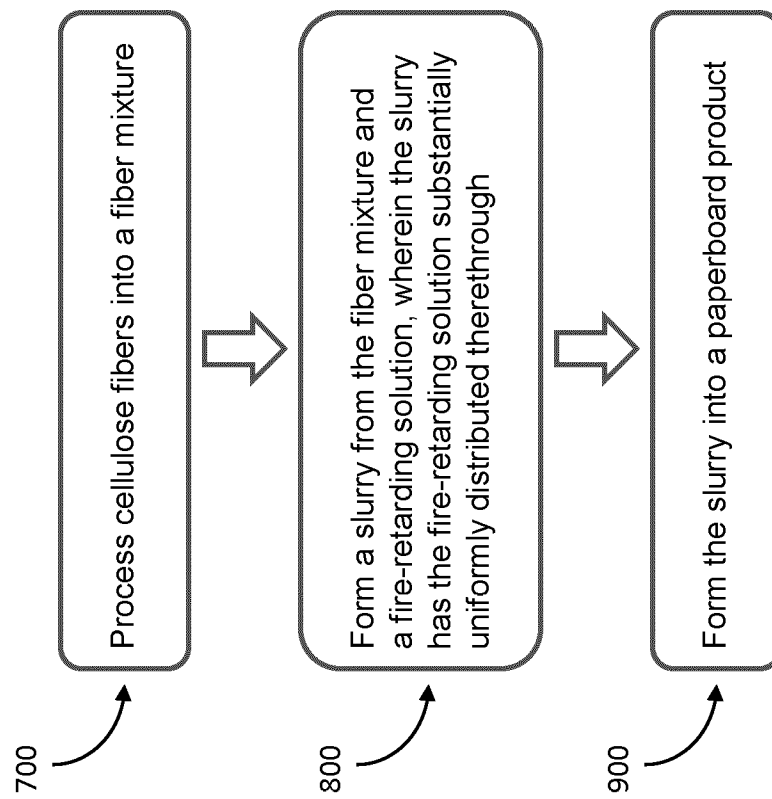 700
Process cellulose fibers into a fiber mixture
800
Form a slurry from the fiber mixture and
a fire-retarding solution, wherein the slurry
has the fire-retarding solution substantially
uniformly distributed therethrough
900
Form the slurry into a paperboard product